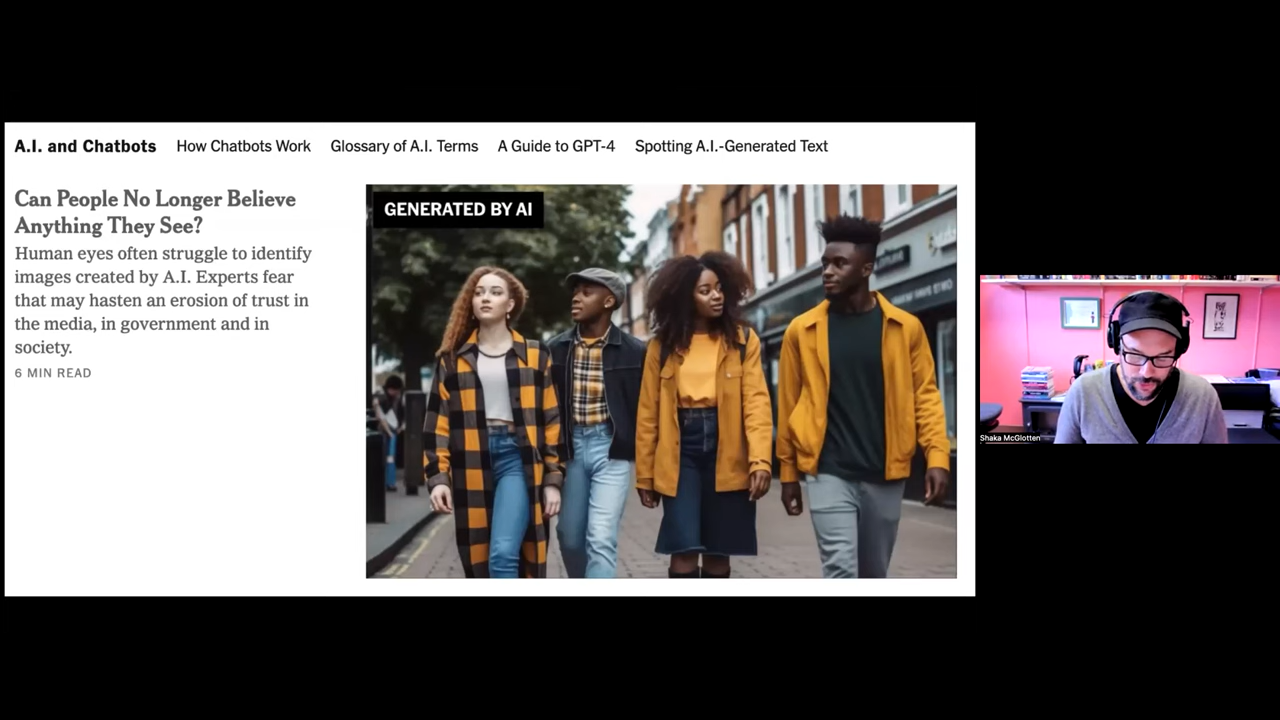 A.I. and Chatbots How Chatbots Work Glossary of A.I. Terms A Guide to GPT-4 Spotting A.I.-Generated Text
Can People No Longer Believe
Anything They See?
Human eyes often struggle to identify
images created by A.I. Experts fear
that may hasten an erosion of trust in
the media, in government and in
society.
6 MIN READ
GENERATED BY AI
Shaka McGlotten